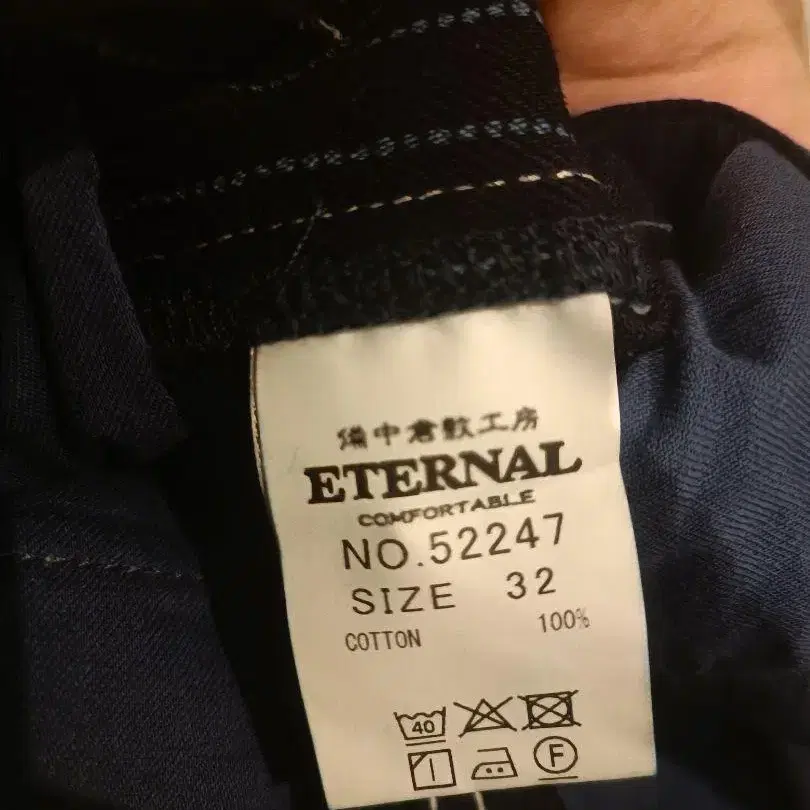 備中倉敷工房
ETERNAL
COMFORTABLE
NO.52247
SIZE 32
COTTON 100%
40
F